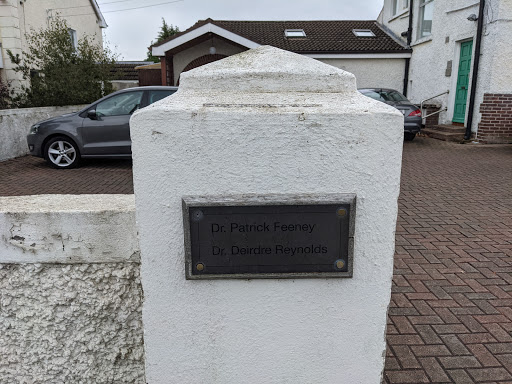 Dr. Patrick Feeney
Dr. Deirdre Reynolds